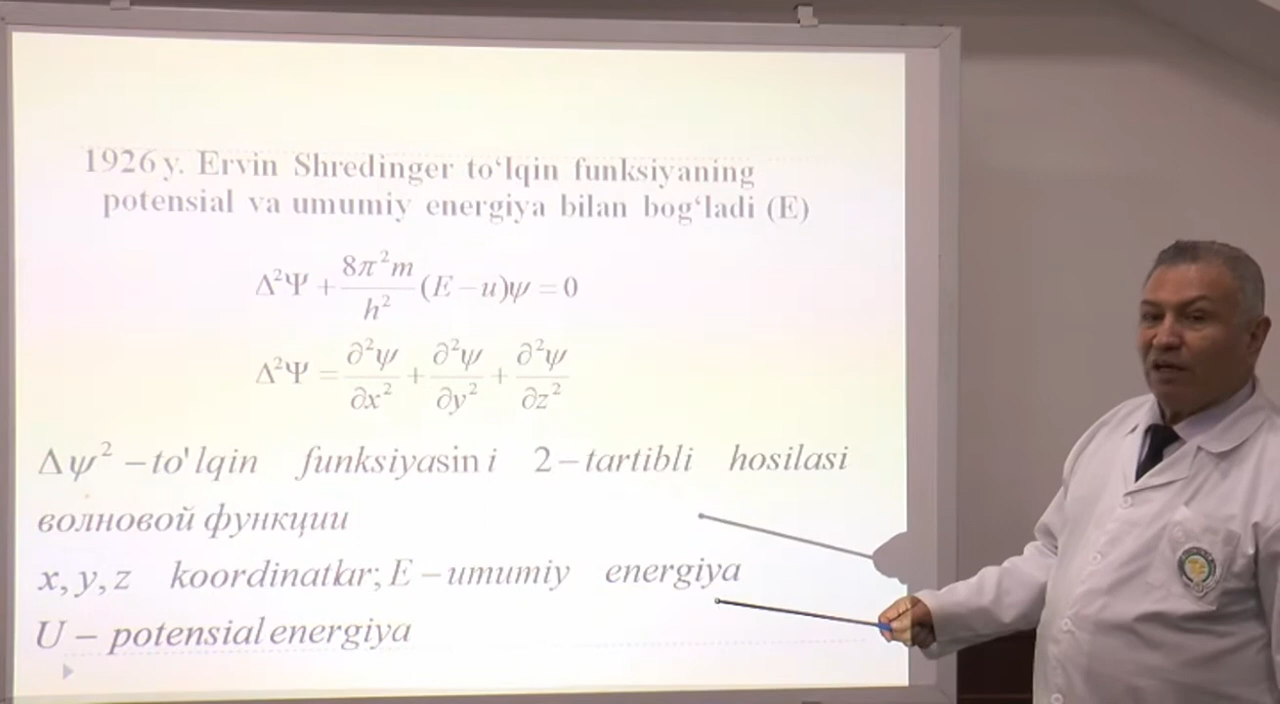 1926 y. Ervin Shredinger to‘lqin funksiyaning
potensial va umumiy energiya bilan bog‘ladi (E)
Δ²Ψ + 8π²m/h² (E − u)ψ = 0
Δ²Ψ = ∂²ψ/∂x² + ∂²ψ/∂y² + ∂²ψ/∂z²
Δψ² – to'lqin funksiyasini 2 – tartibli hosilasi
волновой функции
x, y, z koordinatlar; E – umumiy energiya
U – potensial energiya